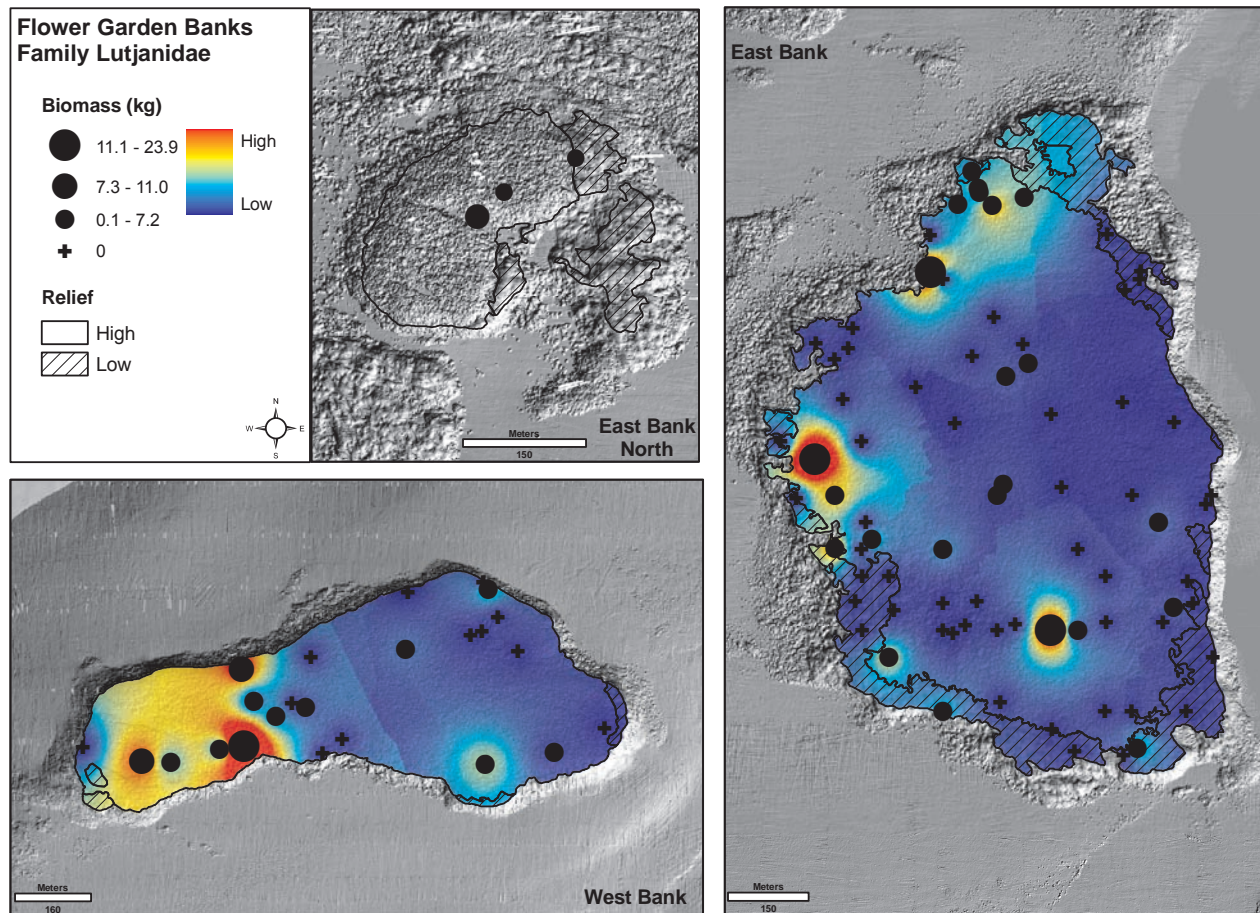 Flower Garden Banks
Family Lutjanidae
Biomass (kg)
11.1 - 23.9
7.3 - 11.0
0.1 - 7.2
0
High
Low
Relief
High
Low
N
W E
S
Meters
150
East Bank
North
East Bank
Meters
150
Meters
160
West Bank